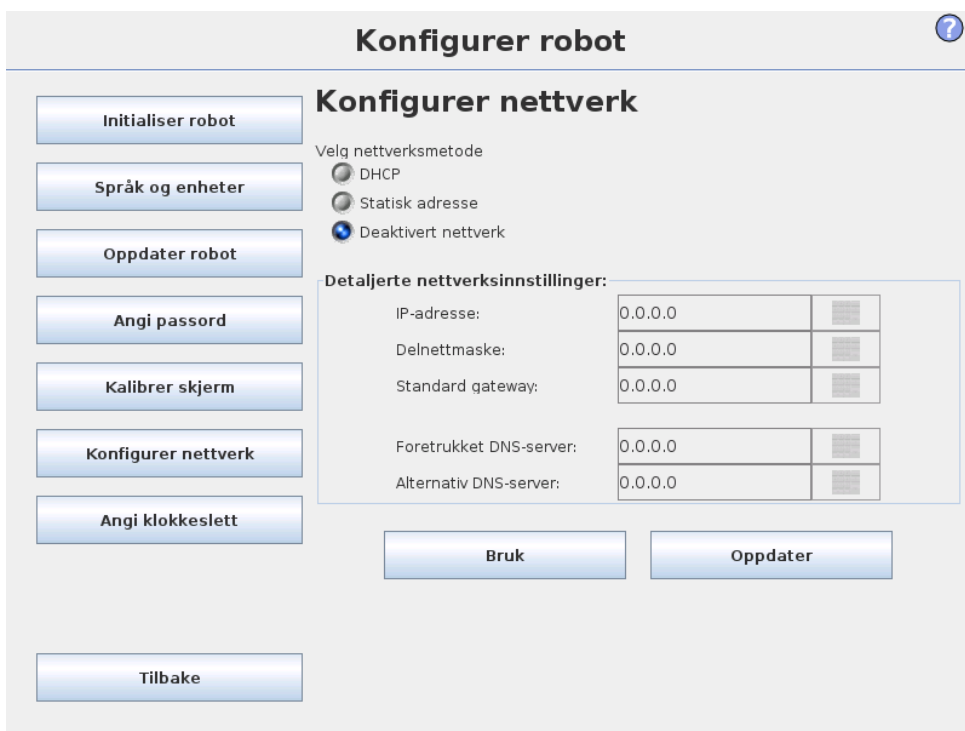 Konfigurer robot
?
Initialiser robot
Språk og enheter
Oppdater robot
Angi passord
Kalibrer skjerm
Konfigurer nettverk
Angi klokkeslett
Tilbake
Konfigurer nettverk
Velg nettverksmetode
DHCP
Statisk adresse
Deaktivert nettverk
Detaljerte nettverksinnstillinger:
IP-adresse: 0.0.0.0
Delnettmaske: 0.0.0.0
Standard gateway: 0.0.0.0
Foretrukket DNS-server: 0.0.0.0
Alternativ DNS-server: 0.0.0.0
Bruk Oppdater